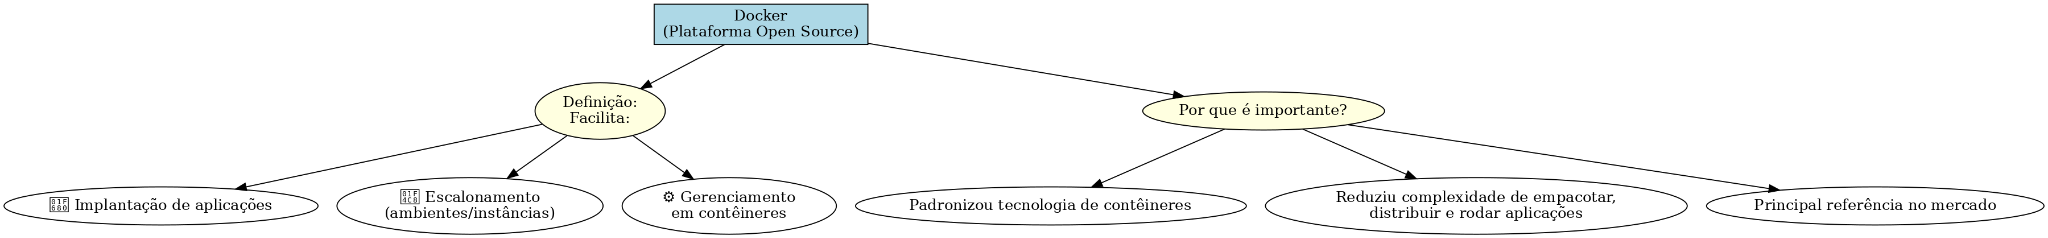 Docker
(Plataforma Open Source)
Definição:
Facilita:
Por que é importante?
Implantação de aplicações
Escalonamento
(ambientes/instâncias)
⚙ Gerenciamento
em contêineres
Padronizou tecnologia de contêineres
Reduziu complexidade de empacotar,
distribuir e rodar aplicações
Principal referência no mercado